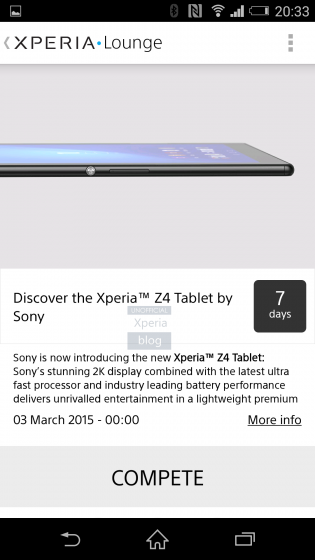 20:33
XPERIA Lounge
Discover the Xperia™ Z4 Tablet by
Sony
7
days
UNOFFICIAL
Xperia
blog
Sony is now introducing the new Xperia™ Z4 Tablet:
Sony's stunning 2K display combined with the latest ultra
fast processor and industry leading battery performance
delivers unrivalled entertainment in a lightweight premium
03 March 2015 - 00:00
More info
COMPETE